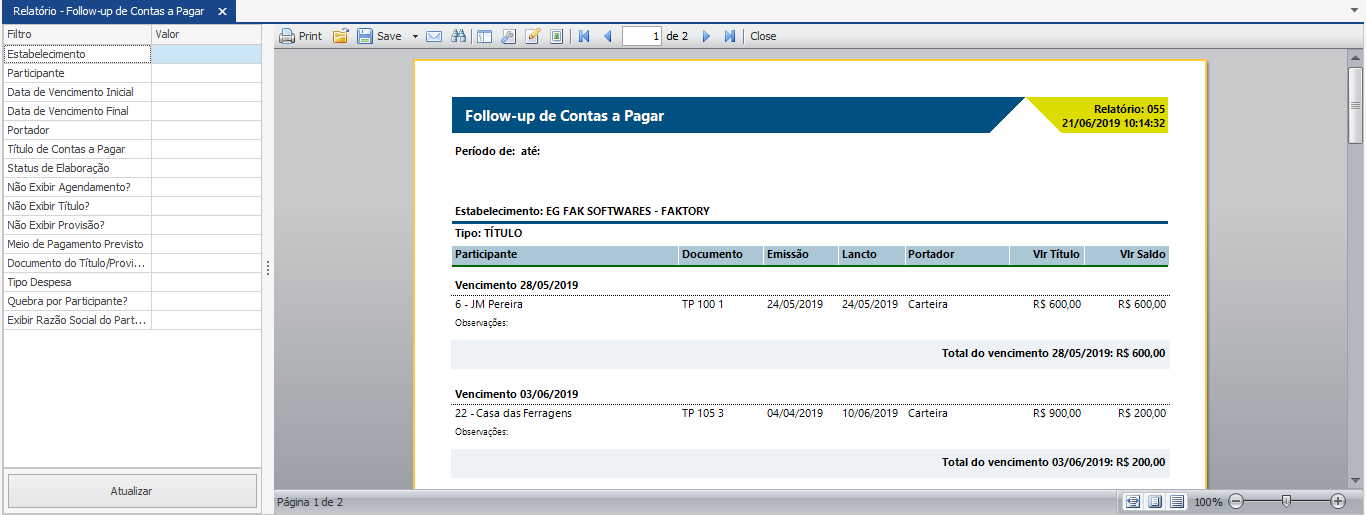 Relatório - Follow-up de Contas a Pagar
Filtro Valor
Estabelecimento
Participante
Data de Vencimento Inicial
Data de Vencimento Final
Portador
Título de Contas a Pagar
Status de Elaboração
Não Exibir Agendamento?
Não Exibir Título?
Não Exibir Provisão?
Meio de Pagamento Previsto
Documento do Título/Provi...
Tipo Despesa
Quebra por Participante?
Exibir Razão Social do Part...
Atualizar
Print Save 1 de 2 Close
Follow-up de Contas a Pagar
Relatório: 055
21/06/2019 10:14:32
Período de: até:
Estabelecimento: EG FAK SOFTWARES - FAKTORY
Tipo: TÍTULO
Participante Documento Emissão Lancto Portador Vlr Título Vlr Saldo
Vencimento 28/05/2019
6 - JM Pereira TP 100 1 24/05/2019 24/05/2019 Carteira R$ 600,00 R$ 600,00
Observações:
Total do vencimento 28/05/2019: R$ 600,00
Vencimento 03/06/2019
22 - Casa das Ferragens TP 105 3 04/04/2019 10/06/2019 Carteira R$ 900,00 R$ 200,00
Observações:
Total do vencimento 03/06/2019: R$ 200,00
Página 1 de 2 100%